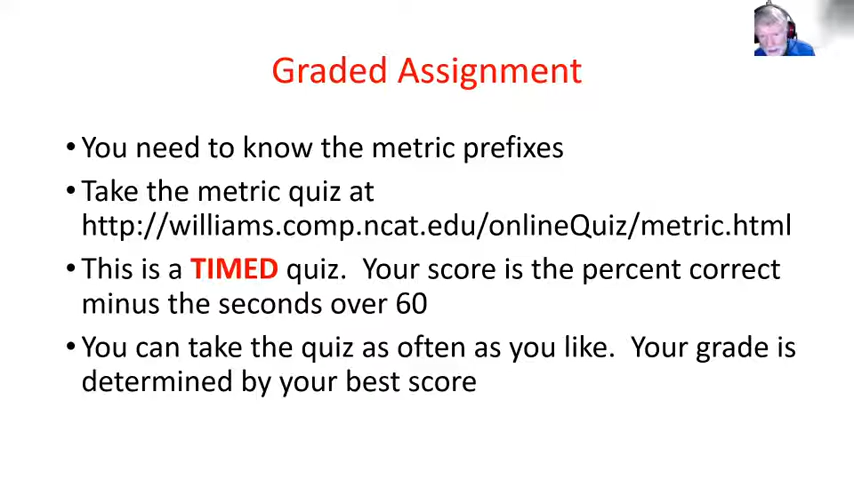 Graded Assignment
• You need to know the metric prefixes
• Take the metric quiz at
http://williams.comp.ncat.edu/onlineQuiz/metric.html
• This is a TIMED quiz.  Your score is the percent correct
minus the seconds over 60
• You can take the quiz as often as you like.  Your grade is
determined by your best score